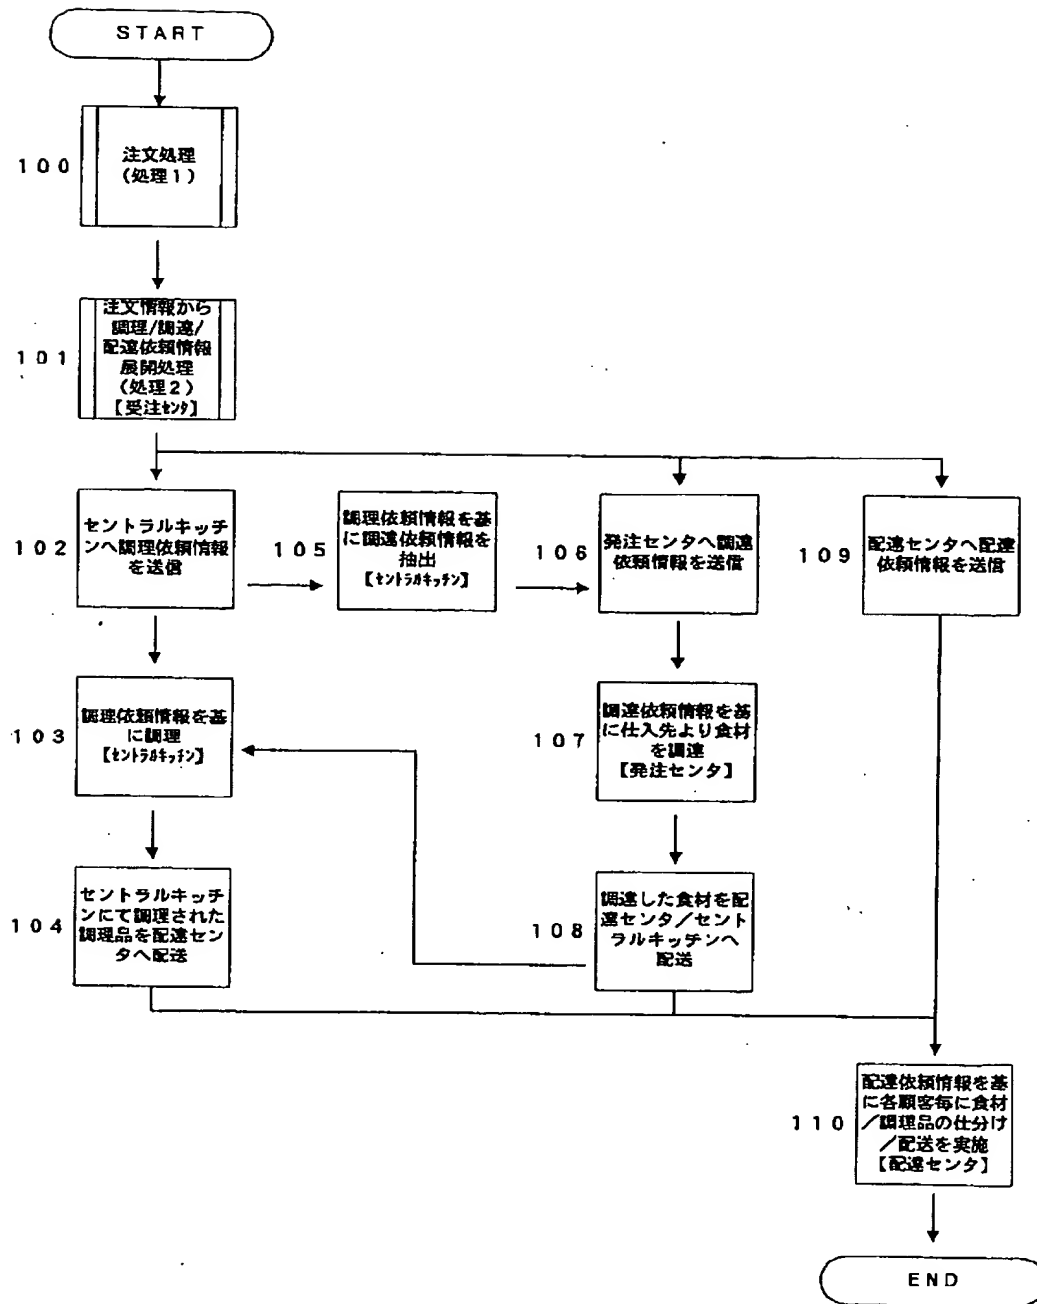 START
100
注文処理
(処理1)
101
注文情報から
調理/調達/
配達依頼情報
展開処理
(処理2)
【受注ｾﾝﾀ】
102
セントラルキッチ
ンへ調理依頼情報
を送信
105
調理依頼情報を基
に調達依頼情報を
抽出
【ｾﾝﾄﾗﾙｷｯﾁﾝ】
106
発注センタへ調達
依頼情報を送信
109
配達センタへ配達
依頼情報を送信
103
調理依頼情報を基
に調理
【ｾﾝﾄﾗﾙｷｯﾁﾝ】
107
調達依頼情報を基
に仕入先より食材
を調達
【発注センタ】
104
セントラルキッチ
ンにて調理された
調理品を配達セン
タへ配送
108
調達した食材を配
達センタ／セント
ラルキッチンへ
配送
110
配達依頼情報を基
に各顧客毎に食材
／調理品の仕分け
／配送を実施
【配達センタ】
END